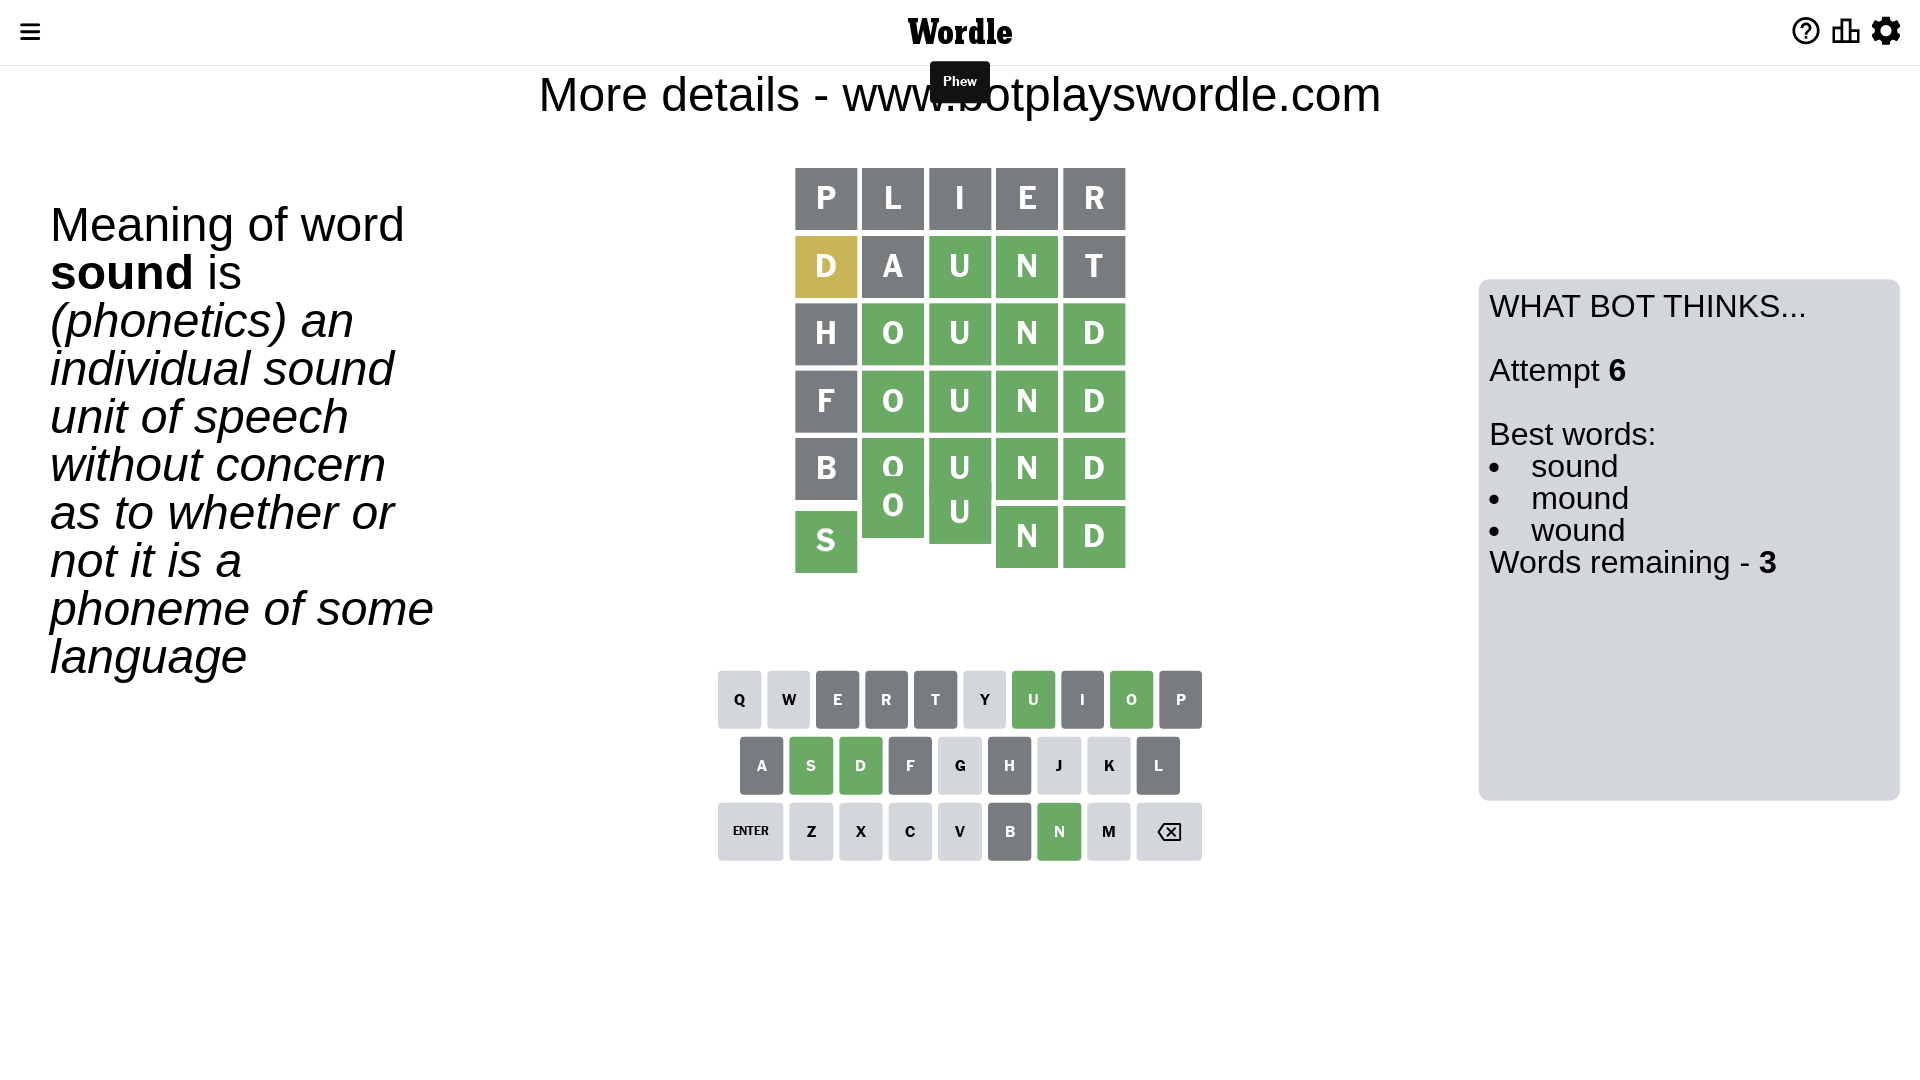 Wordle
Phew
More details - www.botplayswordle.com
Meaning of word
sound is
(phonetics) an
individual sound
unit of speech
without concern
as to whether or
not it is a
phoneme of some
language
P L I E R
D A U N T
H O U N D
F O U N D
B O U N D
S O U N D
WHAT BOT THINKS...
Attempt 6
Best words:
• sound
• mound
• wound
Words remaining - 3
Q W E R T Y U I O P
A S D F G H J K L
ENTER Z X C V B N M